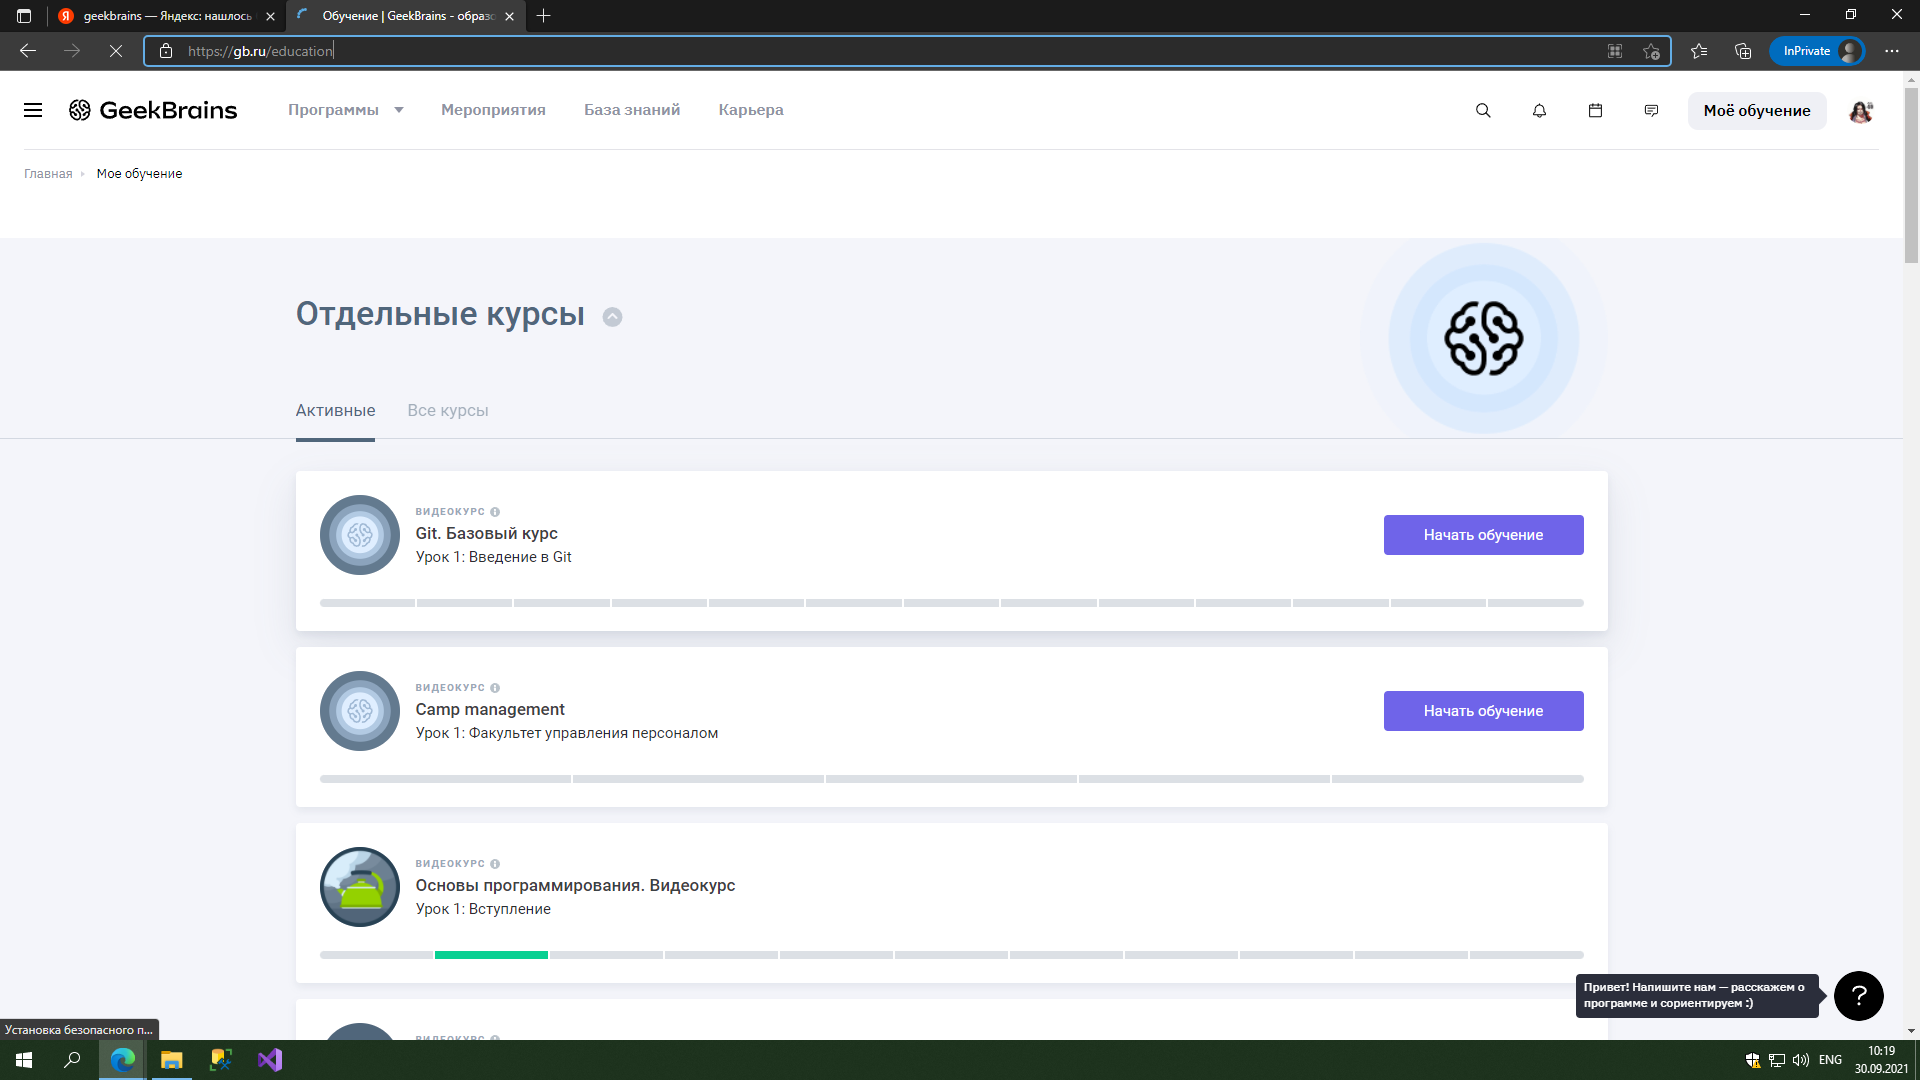 geekbrains — Яндекс: нашлось
Обучение | GeekBrains - образо
https://gb.ru/education
InPrivate
GeekBrains
Программы
Мероприятия
База знаний
Карьера
Моё обучение
Главная
Мое обучение
Отдельные курсы
Активные
Все курсы
ВИДЕОКУРС
Git. Базовый курс
Урок 1: Введение в Git
Начать обучение
ВИДЕОКУРС
Camp management
Урок 1: Факультет управления персоналом
Начать обучение
ВИДЕОКУРС
Основы программирования. Видеокурс
Урок 1: Вступление
ВИДЕОКУРС
Привет! Напишите нам — расскажем о
программе и сориентируем :)
?
Установка безопасного п...
ENG
10:19
30.09.2021